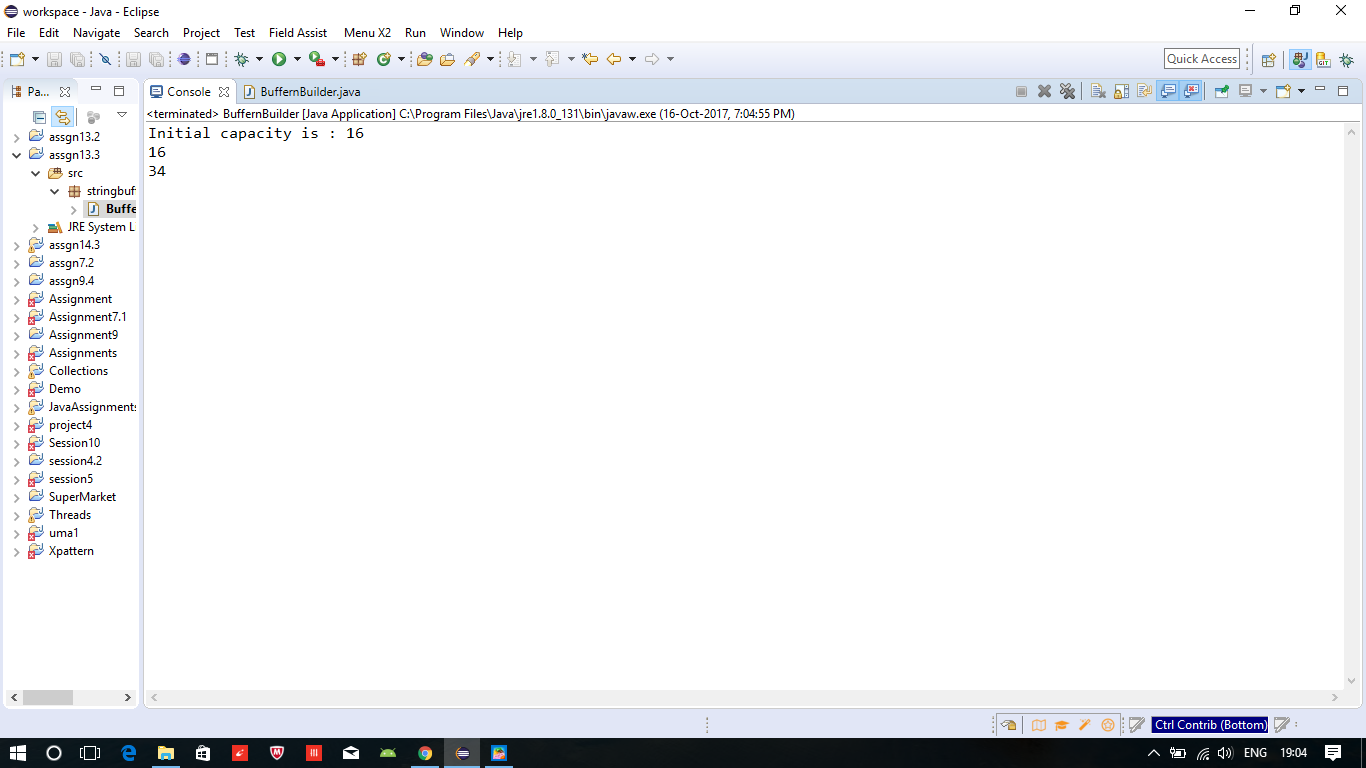 workspace - Java - Eclipse
File Edit Navigate Search Project Test Field Assist Menu X2 Run Window Help
Quick Access
Pa...
Console BuffernBuilder.java
<terminated> BuffernBuilder [Java Application] C:\Program Files\Java\jre1.8.0_131\bin\javaw.exe (16-Oct-2017, 7:04:55 PM)
Initial capacity is : 16
16
34
assgn13.2
assgn13.3
src
stringbuf
Buffe
JRE System L
assgn14.3
assgn7.2
assgn9.4
Assignment
Assignment7.1
Assignment9
Assignments
Collections
Demo
JavaAssignments
project4
Session10
session4.2
session5
SuperMarket
Threads
uma1
Xpattern
Ctrl Contrib (Bottom)
ENG 19:04